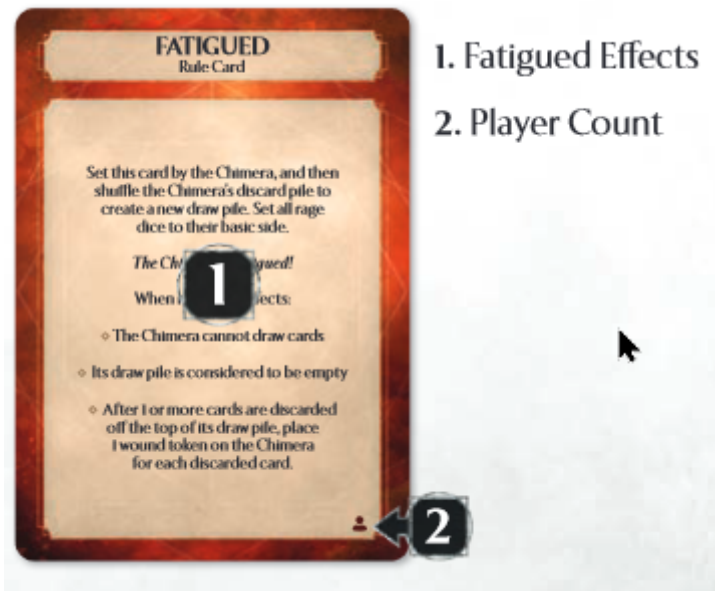 FATIGUED
Rule Card
Set this card by the Chimera, and then
shuffle the Chimera's discard pile to
create a new draw pile. Set all rage
dice to their basic side.
The
1
When
ects:
⋄ The Chimera cannot draw cards
⋄ Its draw pile is considered to be empty
⋄ After 1 or more cards are discarded
off the top of its draw pile, place
1 wound token on the Chimera
for each discarded card.
2
1. Fatigued Effects
2. Player Count